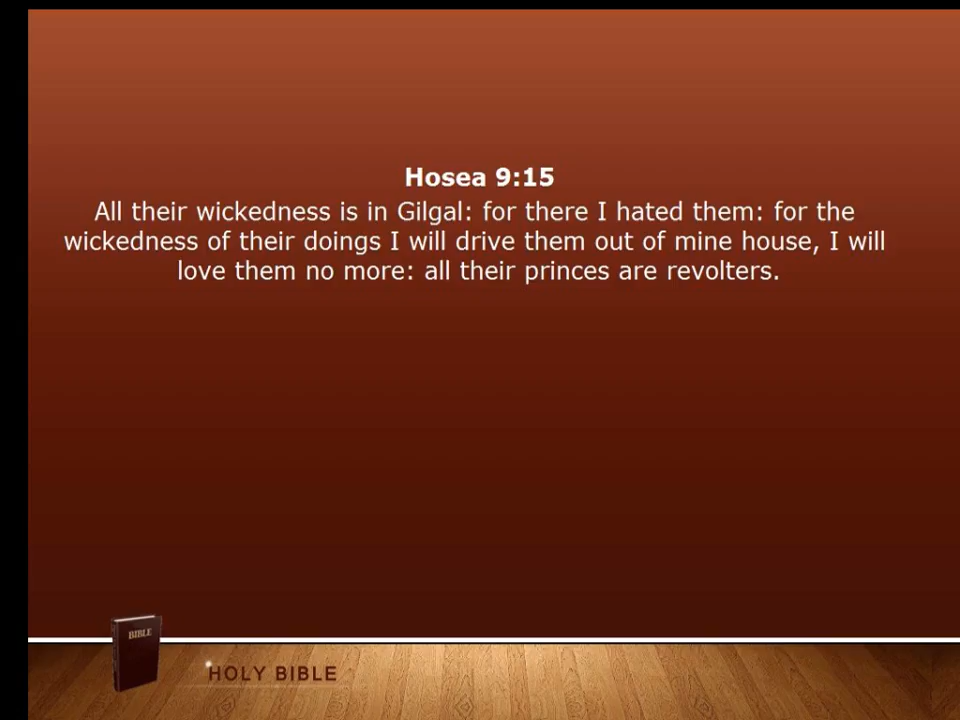 Hosea 9:15
All their wickedness is in Gilgal: for there I hated them: for the
wickedness of their doings I will drive them out of mine house, I will
love them no more: all their princes are revolters.
BIBLE
HOLY BIBLE